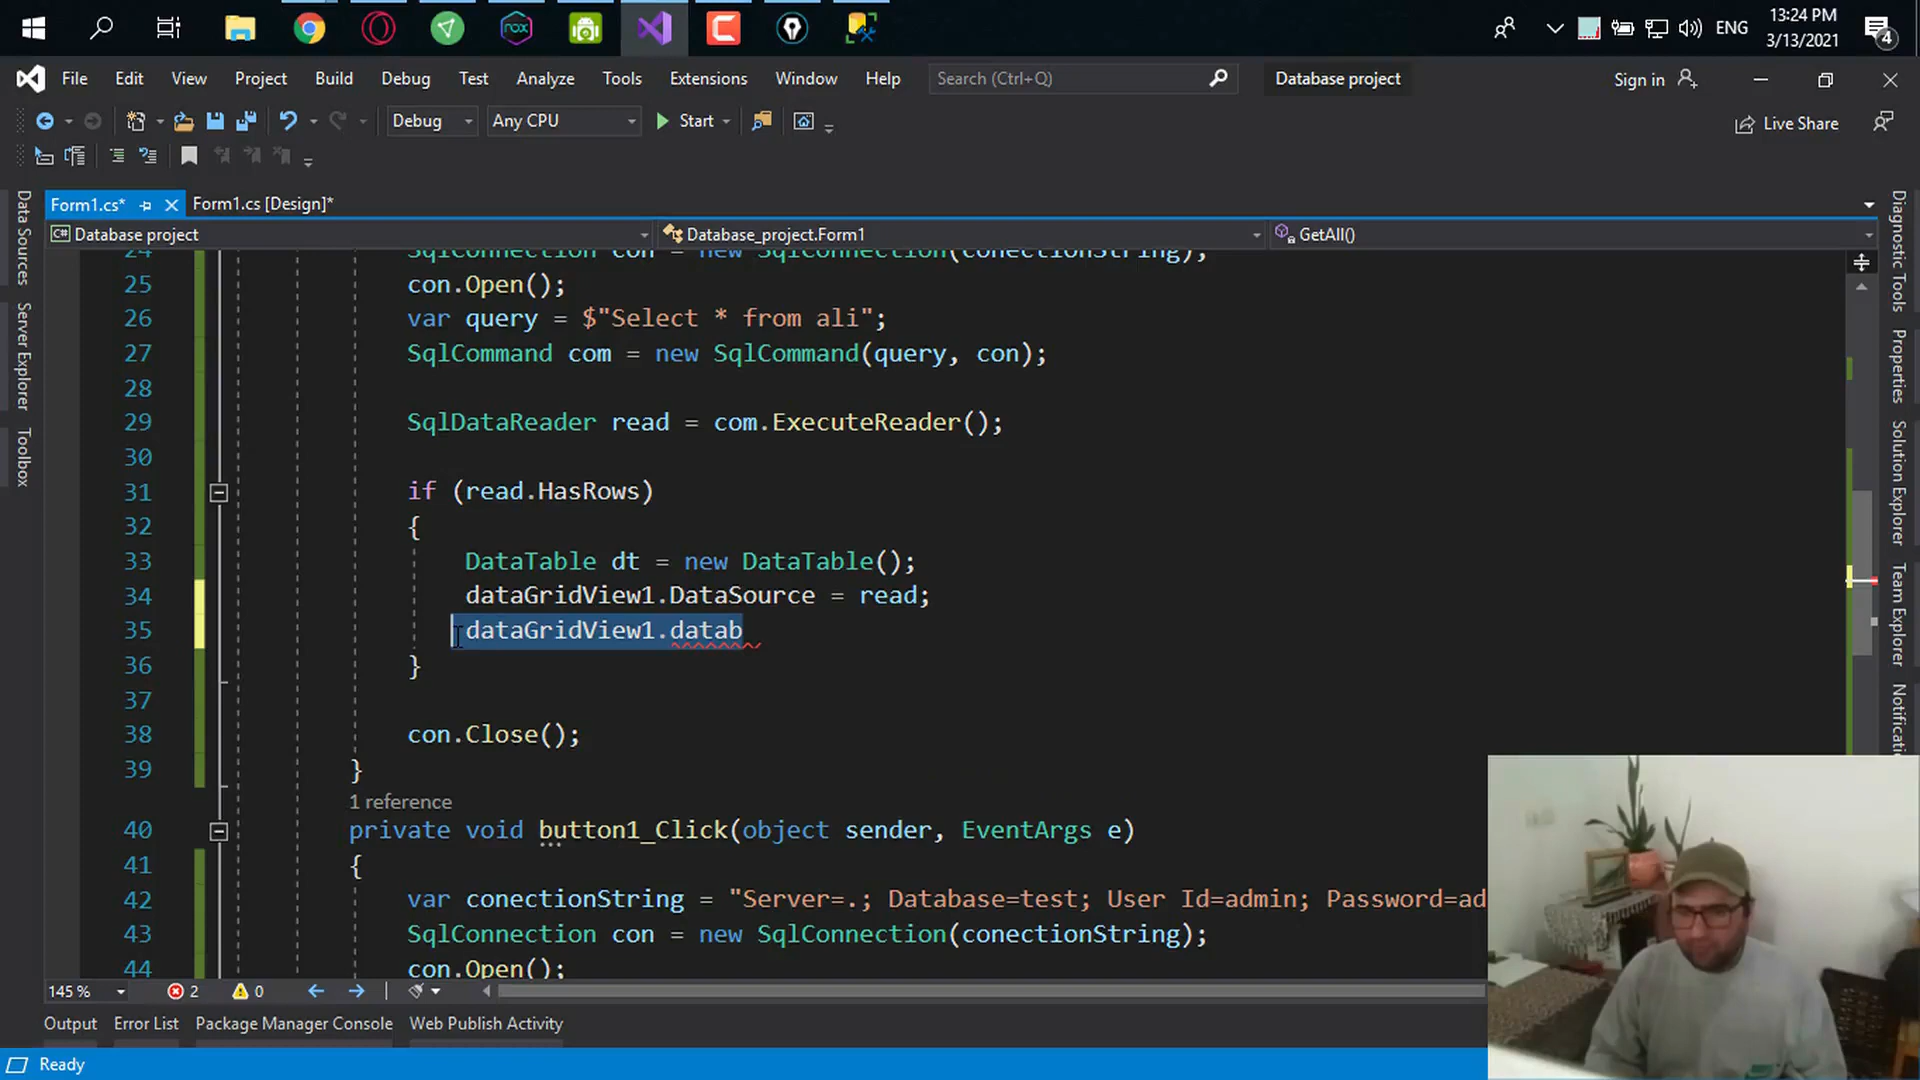 13:24 PM
ENG
3/13/2021
4
File Edit View Project Build Debug Test Analyze Tools Extensions Window Help Search (Ctrl+Q) Database project Sign in
Debug Any CPU Start Live Share
Form1.cs* Form1.cs [Design]*
Database project Database_project.Form1 GetAll()
24 SqlConnection con = new SqlConnection(conectionString);
25 con.Open();
26 var query = $"Select * from ali";
27 SqlCommand com = new SqlCommand(query, con);
28
29 SqlDataReader read = com.ExecuteReader();
30
31 if (read.HasRows)
32 {
33 DataTable dt = new DataTable();
34 dataGridView1.DataSource = read;
35 dataGridView1.datab
36 }
37
38 con.Close();
39 }
1 reference
40 private void button1_Click(object sender, EventArgs e)
41 {
42 var conectionString = "Server=.; Database=test; User Id=admin; Password=ad
43 SqlConnection con = new SqlConnection(conectionString);
44 con.Open();
145 % 2 0
Output Error List Package Manager Console Web Publish Activity
Ready
Data Sources
Server Explorer
Toolbox
Diagnostic Tools
Properties
Solution Explorer
Team Explorer